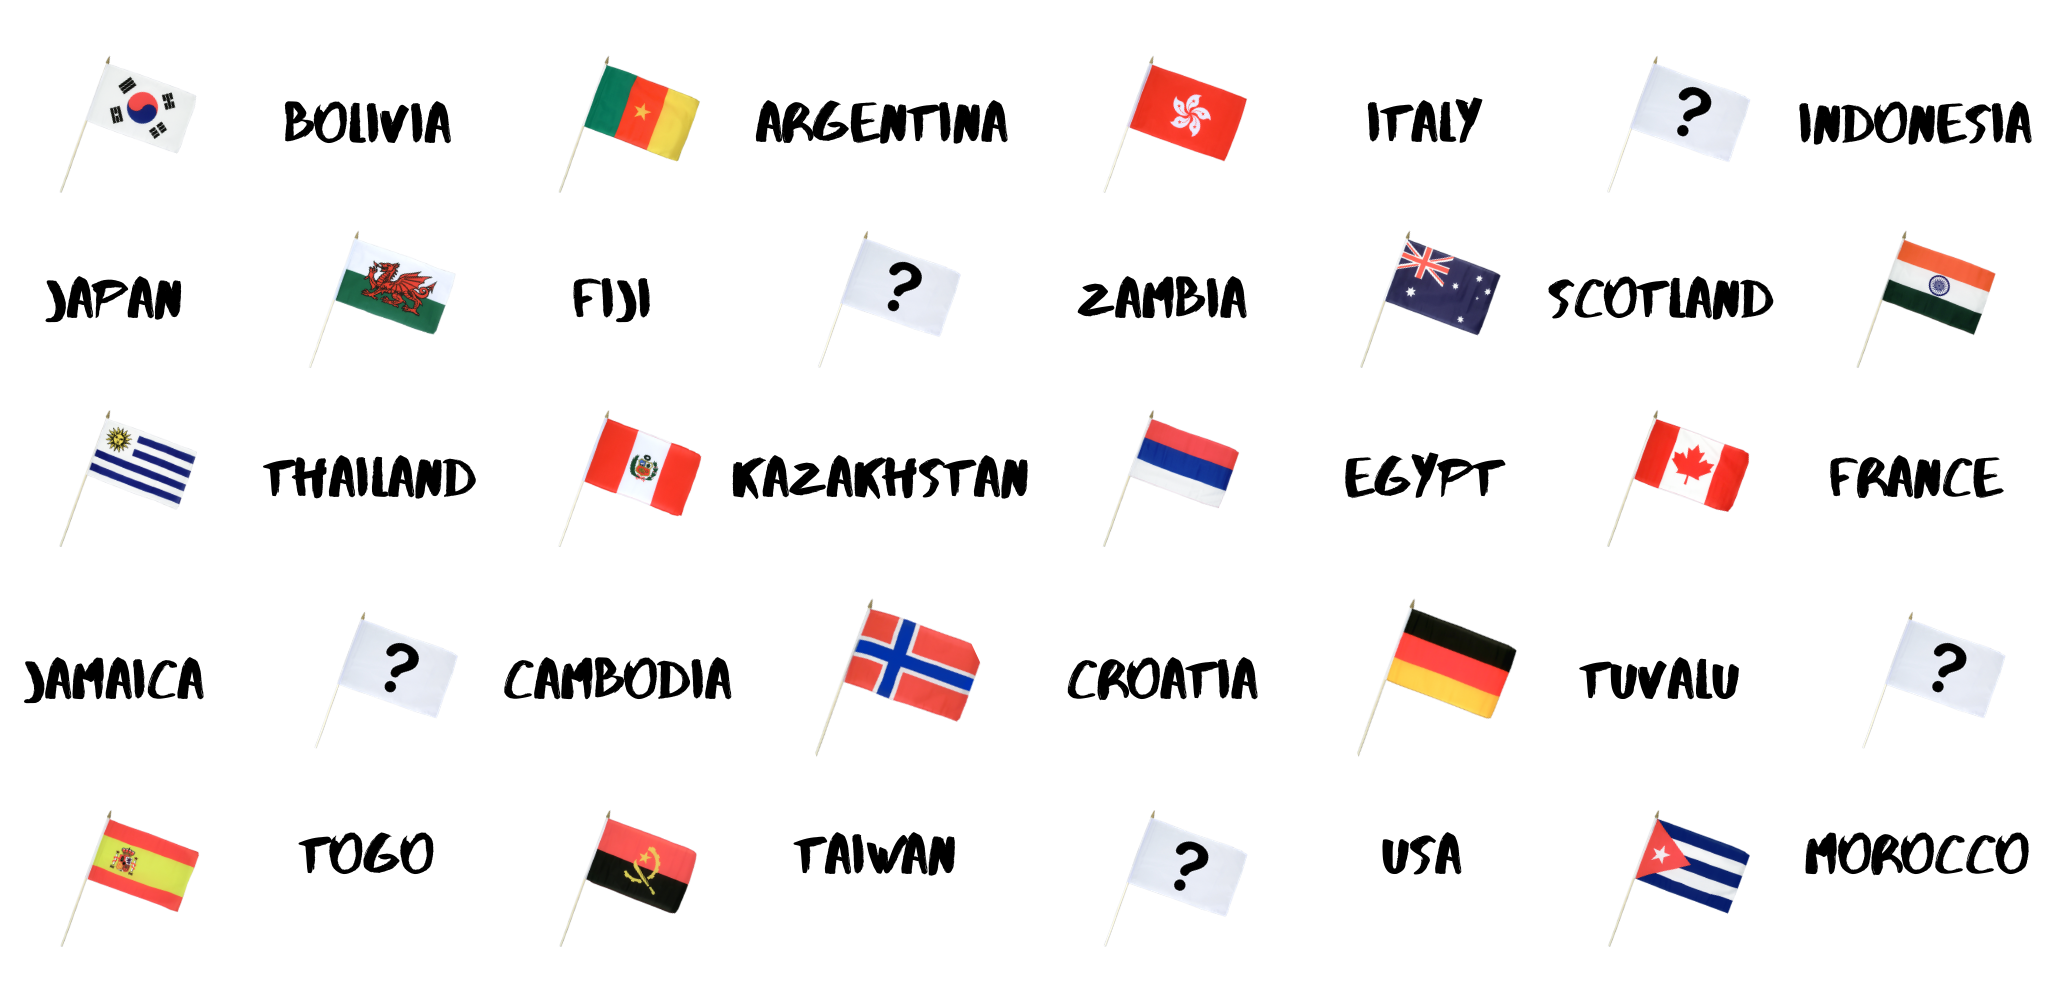 BOLIVIA ARGENTINA ITALY ? INDONESIA
JAPAN FIJI ? ZAMBIA SCOTLAND
THAILAND KAZAKHSTAN EGYPT FRANCE
JAMAICA ? CAMBODIA CROATIA TUVALU ?
TOGO TAIWAN ? USA MOROCCO